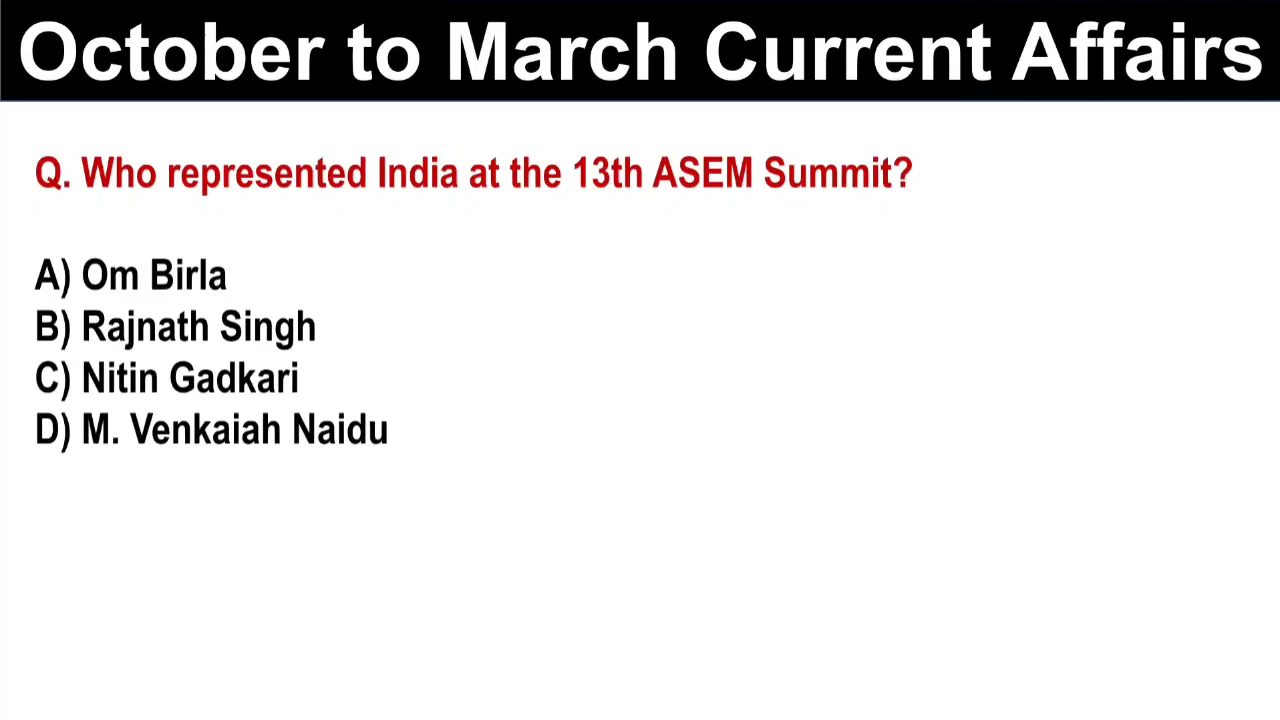 October to March Current Affairs
Q. Who represented India at the 13th ASEM Summit?
A) Om Birla
B) Rajnath Singh
C) Nitin Gadkari
D) M. Venkaiah Naidu